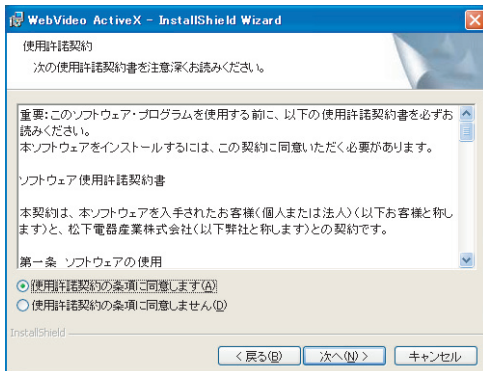 WebVideo ActiveX - InstallShield Wizard
使用許諾契約
次の使用許諾契約書を注意深くお読みください。
重要:このソフトウェア・プログラムを使用する前に、以下の使用許諾契約書を必ずお
読みください。
本ソフトウェアをインストールするには、この契約に同意いただく必要があります。
ソフトウェア使用許諾契約書
本契約は、本ソフトウェアを入手されたお客様(個人または法人)(以下お客様と称し
ます)と、松下電器産業株式会社(以下弊社と称します)との契約です。
第一条 ソフトウェアの使用
使用許諾契約の条項に同意します(A)
使用許諾契約の条項に同意しません(D)
InstallShield
< 戻る(B) 次へ(N) > キャンセル